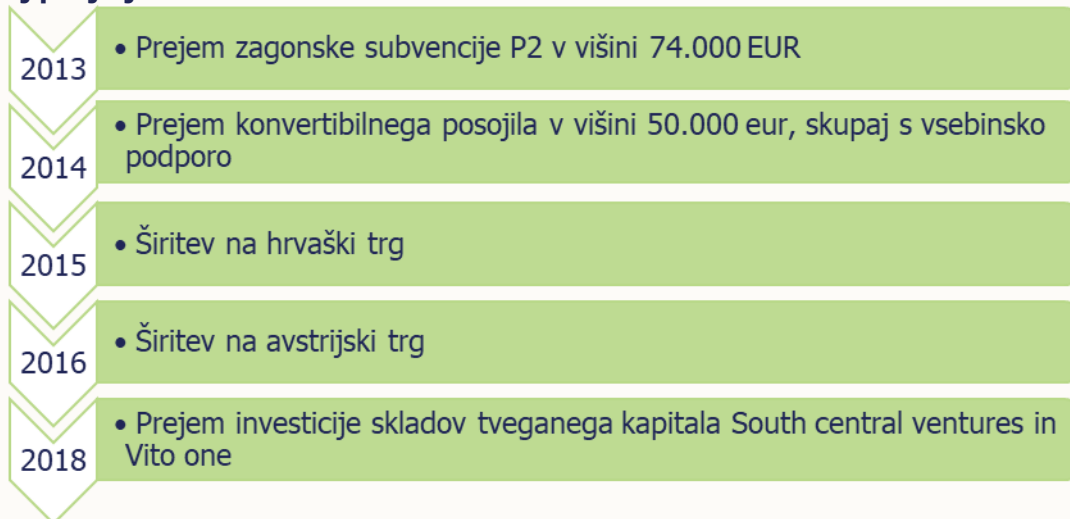 2013
• Prejem zagonske subvencije P2 v višini 74.000 EUR
2014
• Prejem konvertibilnega posojila v višini 50.000 eur, skupaj s vsebinsko
podporo
2015
• Širitev na hrvaški trg
2016
• Širitev na avstrijski trg
2018
• Prejem investicije skladov tveganega kapitala South central ventures in
Vito one